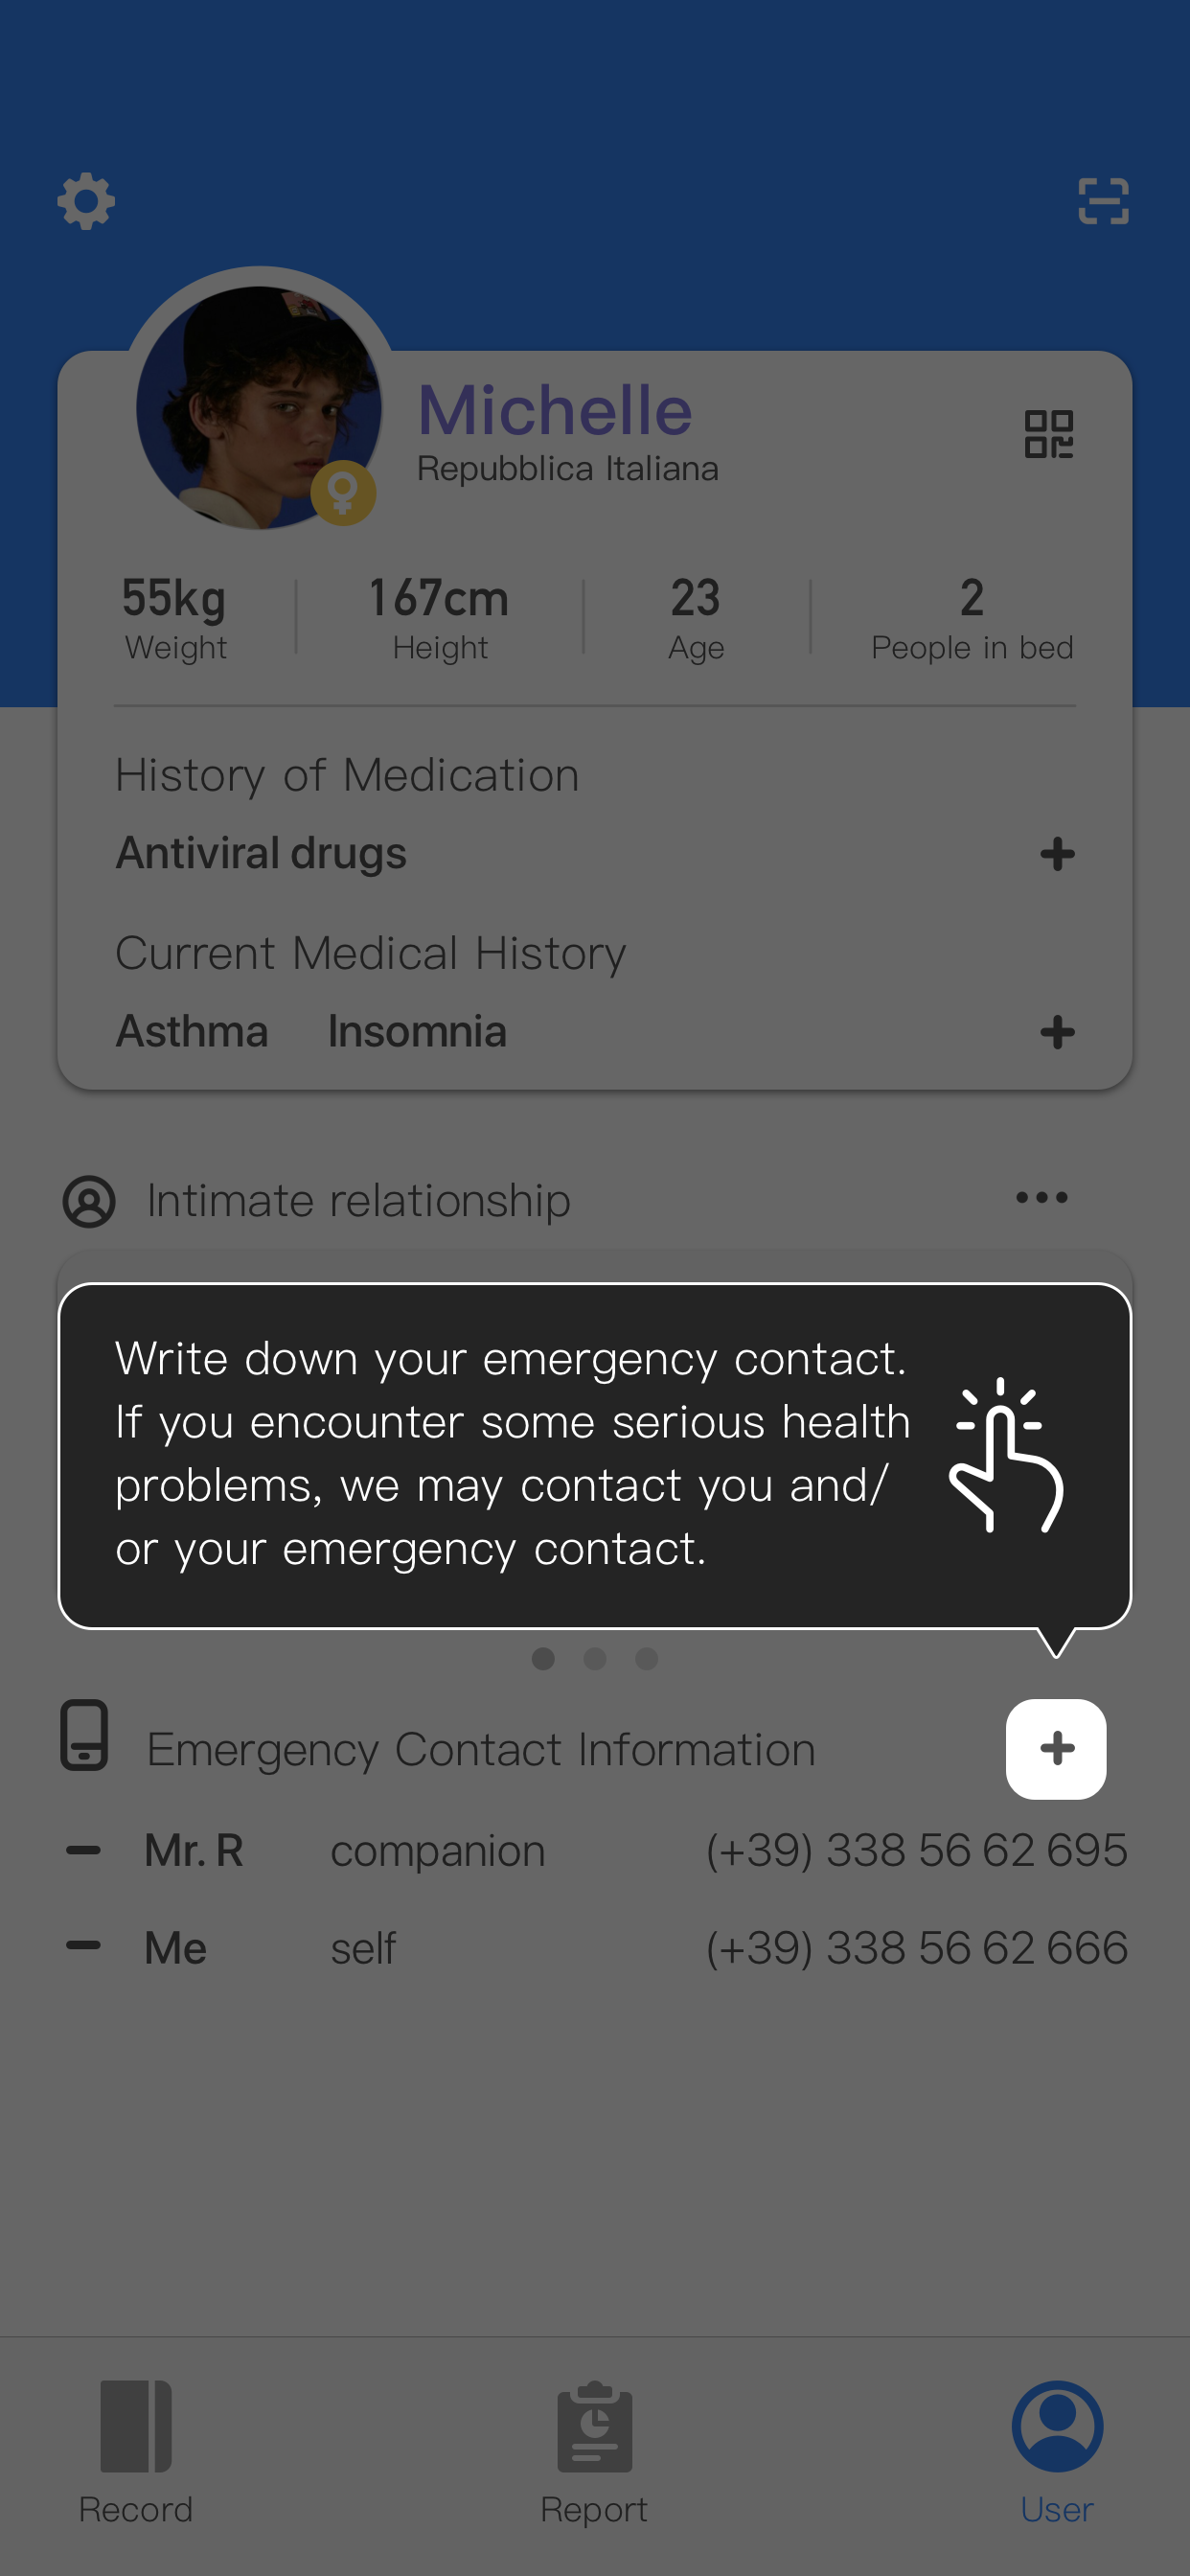 Michelle
Repubblica Italiana
55kg 167cm 23 2
Weight Height Age People in bed
History of Medication
Antiviral drugs
Current Medical History
Asthma Insomnia
Intimate relationship
Write down your emergency contact.
If you encounter some serious health
problems, we may contact you and/
or your emergency contact.
Emergency Contact Information
Mr. R companion (+39) 338 56 62 695
Me self (+39) 338 56 62 666
Record Report User